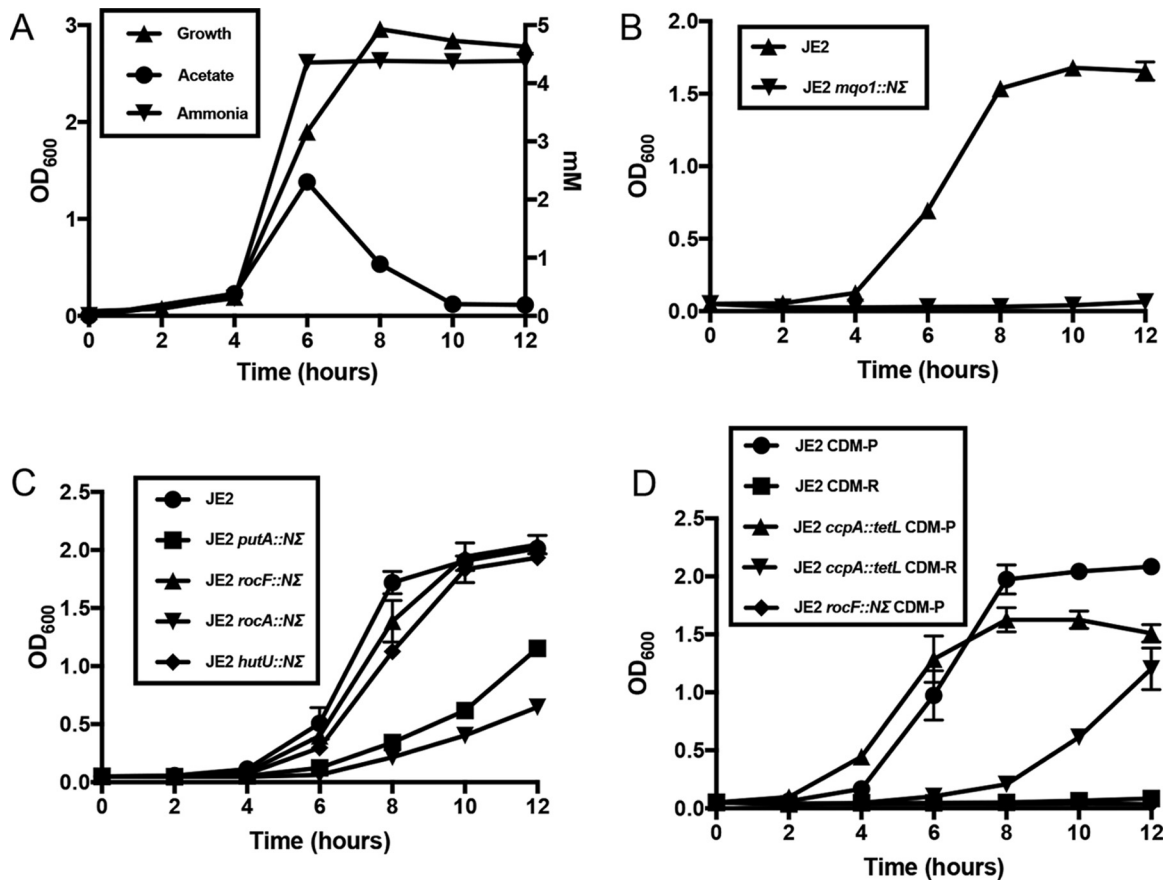 A
Growth
Acetate
Ammonia
OD600
3
2
1
0
5
4
3
2
1
0
mM
0 2 4 6 8 10 12
Time (hours)
B
JE2
JE2 mqo1::NΣ
OD600
2.0
1.5
1.0
0.5
0.0
0 2 4 6 8 10 12
Time (hours)
C
JE2
JE2 putA::NΣ
JE2 rocF::NΣ
JE2 rocA::NΣ
JE2 hutU::NΣ
OD600
2.5
2.0
1.5
1.0
0.5
0.0
0 2 4 6 8 10 12
Time (hours)
D
JE2 CDM-P
JE2 CDM-R
JE2 ccpA::tetL CDM-P
JE2 ccpA::tetL CDM-R
JE2 rocF::NΣ CDM-P
OD600
2.5
2.0
1.5
1.0
0.5
0.0
0 2 4 6 8 10 12
Time (hours)